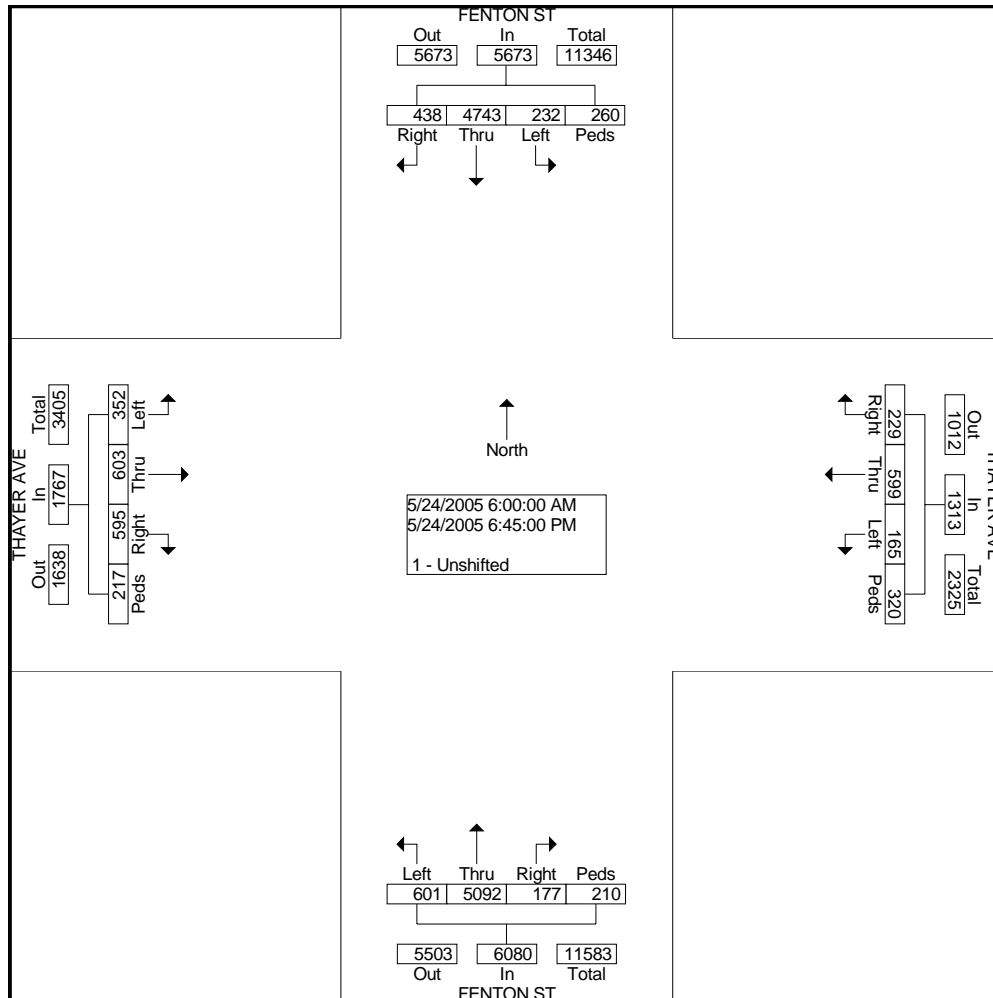 FENTON ST
Out In Total
5673 5673 11346
438 4743 232 260
Right Thru Left Peds
THAYER AVE
Total In Out
3405 1767 1638
352 603 595 217
Left Thru Right Peds
North
5/24/2005 6:00:00 AM
5/24/2005 6:45:00 PM
1 - Unshifted
Right Thru Left Peds
229 599 165 320
Out In Total
1012 1313 2325
THAYER AVE
Left Thru Right Peds
601 5092 177 210
5503 6080 11583
Out In Total
FENTON ST